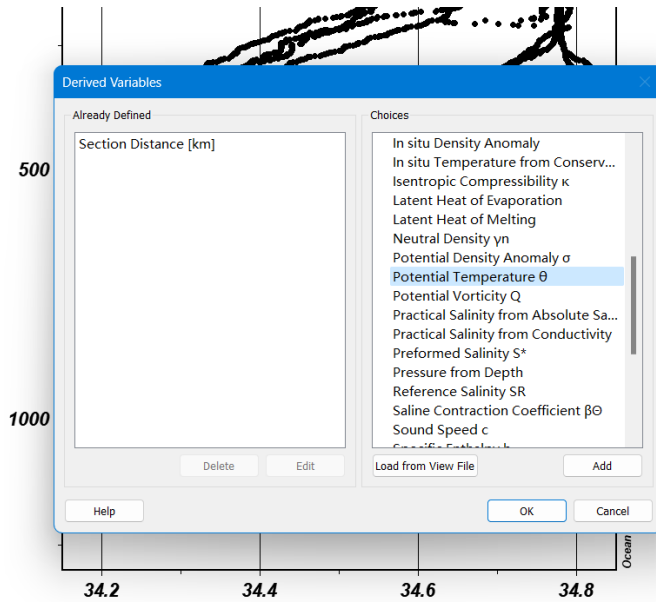 Derived Variables
Already Defined
Section Distance [km]
Delete
Edit
Choices
In situ Density Anomaly
In situ Temperature from Conserv...
Isentropic Compressibility κ
Latent Heat of Evaporation
Latent Heat of Melting
Neutral Density γn
Potential Density Anomaly σ
Potential Temperature θ
Potential Vorticity Q
Practical Salinity from Absolute Sa...
Practical Salinity from Conductivity
Preformed Salinity S*
Pressure from Depth
Reference Salinity SR
Saline Contraction Coefficient βΘ
Sound Speed c
Specific Enthalpy h
Load from View File
Add
Help
OK
Cancel
500
1000
34.2
34.4
34.6
34.8
Ocean